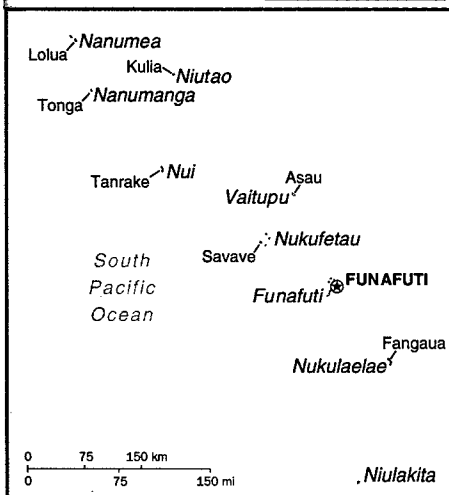 Nanumea
Lolua
Kulia
Niutao
Tonga
Nanumanga
Tanrake
Nui
Asau
Vaitupu
Nukufetau
Savave
South
Pacific
Ocean
FUNAFUTI
Funafuti
Fangaua
Nukulaelae
0 75 150 km
0 75 150 mi
Niulakita